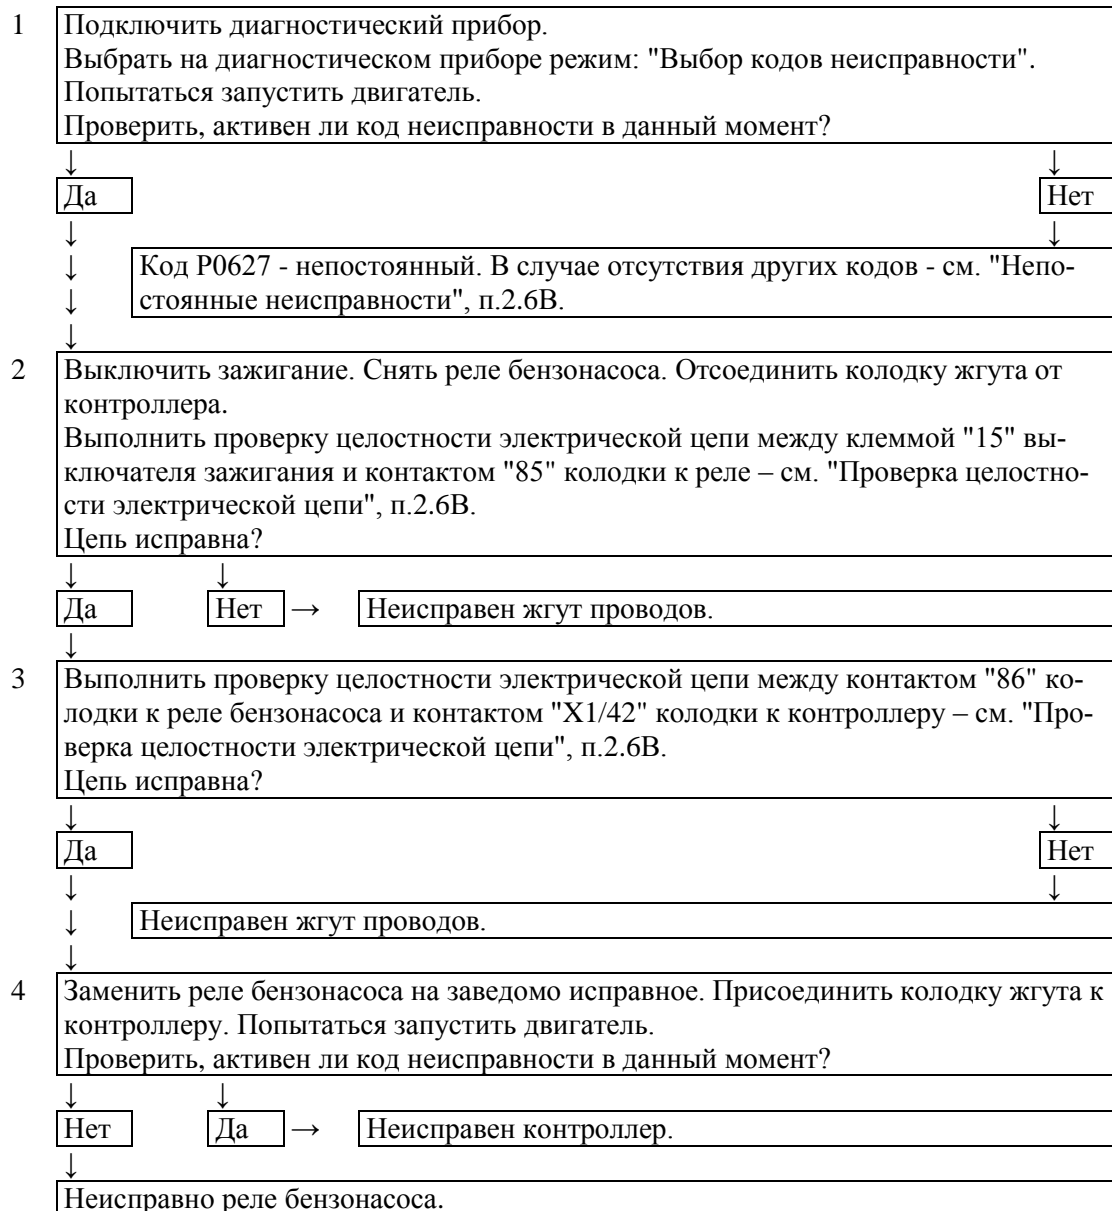 1 Подключить диагностический прибор.
Выбрать на диагностическом приборе режим: "Выбор кодов неисправности".
Попытаться запустить двигатель.
Проверить, активен ли код неисправности в данный момент?
↓ ↓
Да Нет
↓ ↓
↓ Код Р0627 - непостоянный. В случае отсутствия других кодов - см. "Непо-
↓ стоянные неисправности", п.2.6В.
↓
2 Выключить зажигание. Снять реле бензонасоса. Отсоединить колодку жгута от
контроллера.
Выполнить проверку целостности электрической цепи между клеммой "15" вы-
ключателя зажигания и контактом "85" колодки к реле – см. "Проверка целостно-
сти электрической цепи", п.2.6В.
Цепь исправна?
↓ ↓
Да Нет → Неисправен жгут проводов.
↓
3 Выполнить проверку целостности электрической цепи между контактом "86" ко-
лодки к реле бензонасоса и контактом "Х1/42" колодки к контроллеру – см. "Про-
верка целостности электрической цепи", п.2.6В.
Цепь исправна?
↓ ↓
Да Нет
↓ ↓
↓ Неисправен жгут проводов.
↓
4 Заменить реле бензонасоса на заведомо исправное. Присоединить колодку жгута к
контроллеру. Попытаться запустить двигатель.
Проверить, активен ли код неисправности в данный момент?
↓ ↓
Нет Да → Неисправен контроллер.
↓
Неисправно реле бензонасоса.